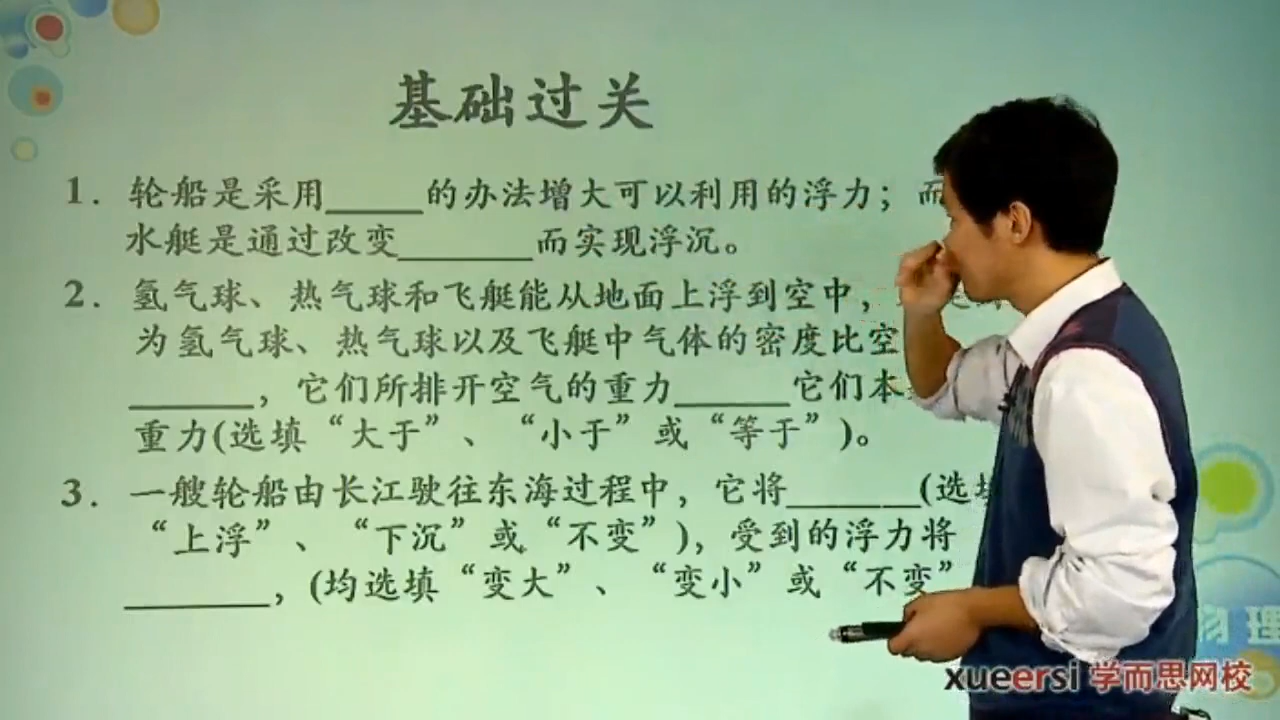 基础过关
1. 轮船是采用_____的办法增大可以利用的浮力；而
水艇是通过改变_______而实现浮沉。
2. 氢气球、热气球和飞艇能从地面上浮到空中，
为氢气球、热气球以及飞艇中气体的密度比空
______，它们所排开空气的重力______它们本
重力(选填“大于”、“小于”或“等于”)。
3. 一艘轮船由长江驶往东海过程中，它将_______(选填
“上浮”、“下沉”或“不变”)，受到的浮力将
_______，(均选填“变大”、“变小”或“不变”
物理
xueersi 学而思网校